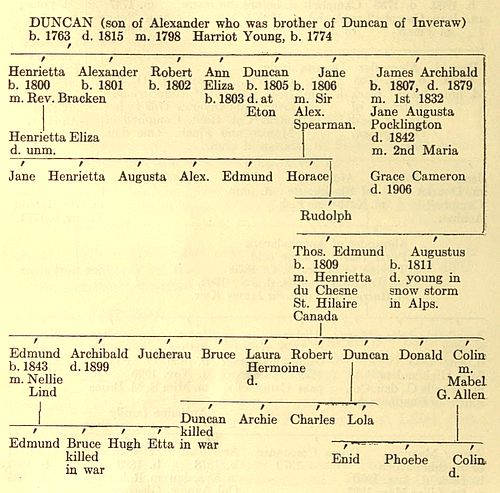 DUNCAN (son of Alexander who was brother of Duncan of Inveraw)
b. 1763 d. 1815 m. 1798 Harriot Young, b. 1774
Henrietta Alexander Robert Ann Duncan Jane James Archibald
b. 1800 b. 1801 b. 1802 Eliza b. 1805 b. 1806 b. 1807, d. 1879
m. Rev. Bracken b. 1803 d. at m. Sir m. 1st 1832
Eton Alex. Jane Augusta
Spearman. Pocklington
Henrietta Eliza d. 1842
d. unm. m. 2nd Maria
Jane Henrietta Augusta Alex. Edmund Horace Grace Cameron
d. 1906
Rudolph
Thos. Edmund Augustus
b. 1809 b. 1811
m. Henrietta d. young in
du Chesne snow storm
St. Hilaire in Alps.
Canada
Edmund Archibald Jucherau Bruce Laura Robert Duncan Donald Colin
b. 1843 d. 1899 Hermoine m.
m. Nellie d. Mabel
Lind G. Allen
Duncan Archie Charles Lola
killed
in war
Edmund Bruce Hugh Etta
killed
in war
Enid Phoebe Colin
d.